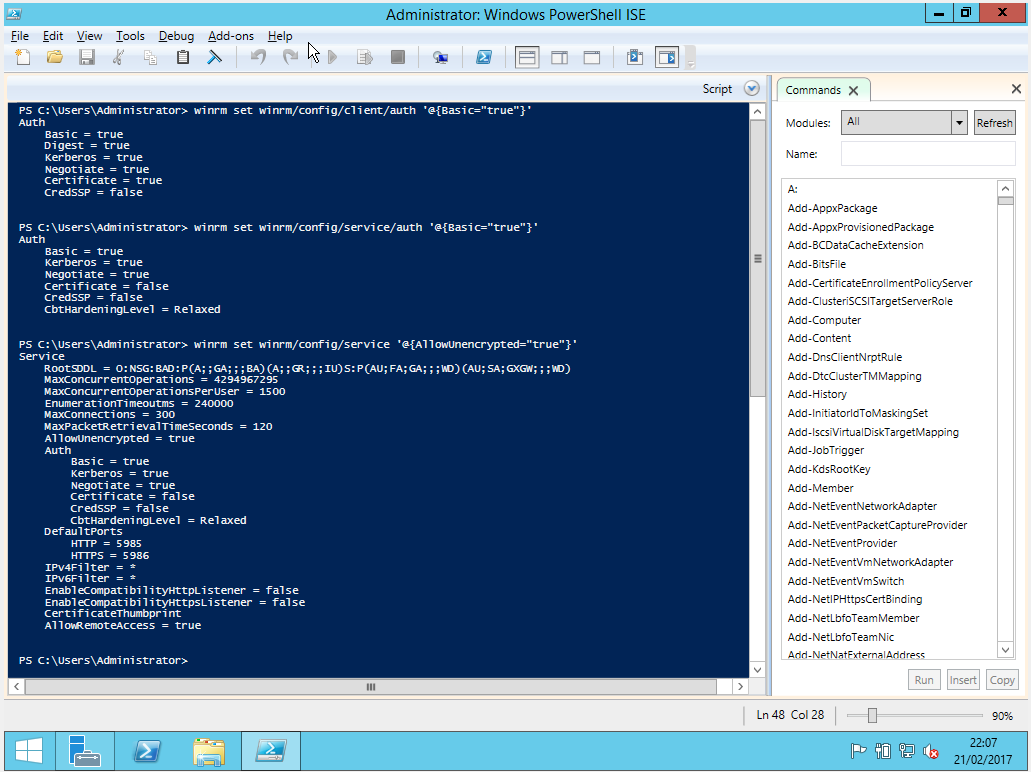 Administrator: Windows PowerShell ISE
File Edit View Tools Debug Add-ons Help
Script
PS C:\Users\Administrator> winrm set winrm/config/client/auth '@{Basic="true"}'
Auth
Basic = true
Digest = true
Kerberos = true
Negotiate = true
Certificate = true
CredSSP = false
PS C:\Users\Administrator> winrm set winrm/config/service/auth '@{Basic="true"}'
Auth
Basic = true
Kerberos = true
Negotiate = true
Certificate = false
CredSSP = false
CbtHardeningLevel = Relaxed
PS C:\Users\Administrator> winrm set winrm/config/service '@{AllowUnencrypted="true"}'
Service
RootSDDL = O:NSG:BAD:P(A;;GA;;;BA)(A;;GR;;;IU)S:P(AU;FA;GA;;;WD)(AU;SA;GXGW;;;WD)
MaxConcurrentOperations = 4294967295
MaxConcurrentOperationsPerUser = 1500
EnumerationTimeoutms = 240000
MaxConnections = 300
MaxPacketRetrievalTimeSeconds = 120
AllowUnencrypted = true
Auth
Basic = true
Kerberos = true
Negotiate = true
Certificate = false
CredSSP = false
CbtHardeningLevel = Relaxed
DefaultPorts
HTTP = 5985
HTTPS = 5986
IPv4Filter = *
IPv6Filter = *
EnableCompatibilityHttpListener = false
EnableCompatibilityHttpsListener = false
CertificateThumbprint
AllowRemoteAccess = true
PS C:\Users\Administrator>
Commands
Modules: All Refresh
Name:
A:
Add-AppxPackage
Add-AppxProvisionedPackage
Add-BCDataCacheExtension
Add-BitsFile
Add-CertificateEnrollmentPolicyServer
Add-ClusteriSCSITargetServerRole
Add-Computer
Add-Content
Add-DnsClientNrptRule
Add-DtcClusterTMMapping
Add-History
Add-InitiatorIdToMaskingSet
Add-IscsiVirtualDiskTargetMapping
Add-JobTrigger
Add-KdsRootKey
Add-Member
Add-NetEventNetworkAdapter
Add-NetEventPacketCaptureProvider
Add-NetEventProvider
Add-NetEventVmNetworkAdapter
Add-NetEventVmSwitch
Add-NetIPHttpsCertBinding
Add-NetLbfoTeamMember
Add-NetLbfoTeamNic
Add-NetNatExternalAddress
Run Insert Copy
Ln 48 Col 28 90%
22:07
21/02/2017